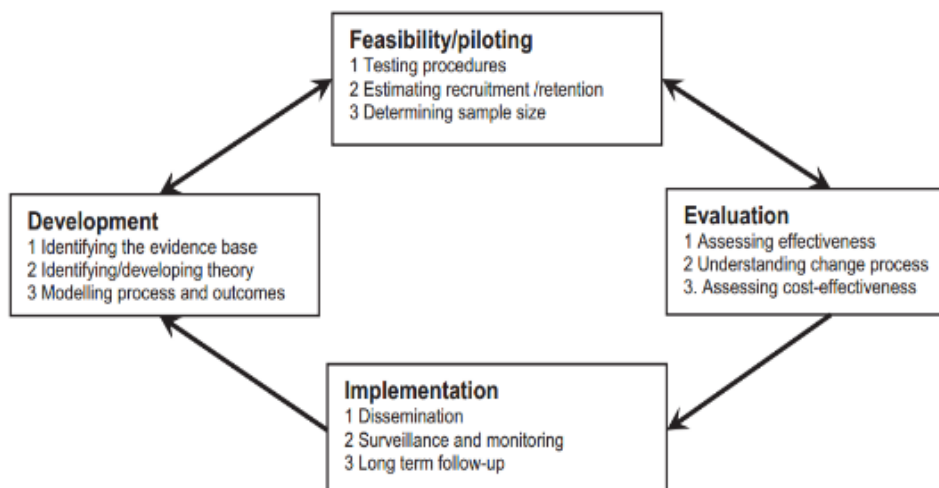 Feasibility/piloting
1 Testing procedures
2 Estimating recruitment /retention
3 Determining sample size
Development
1 Identifying the evidence base
2 Identifying/developing theory
3 Modelling process and outcomes
Evaluation
1 Assessing effectiveness
2 Understanding change process
3. Assessing cost-effectiveness
Implementation
1 Dissemination
2 Surveillance and monitoring
3 Long term follow-up